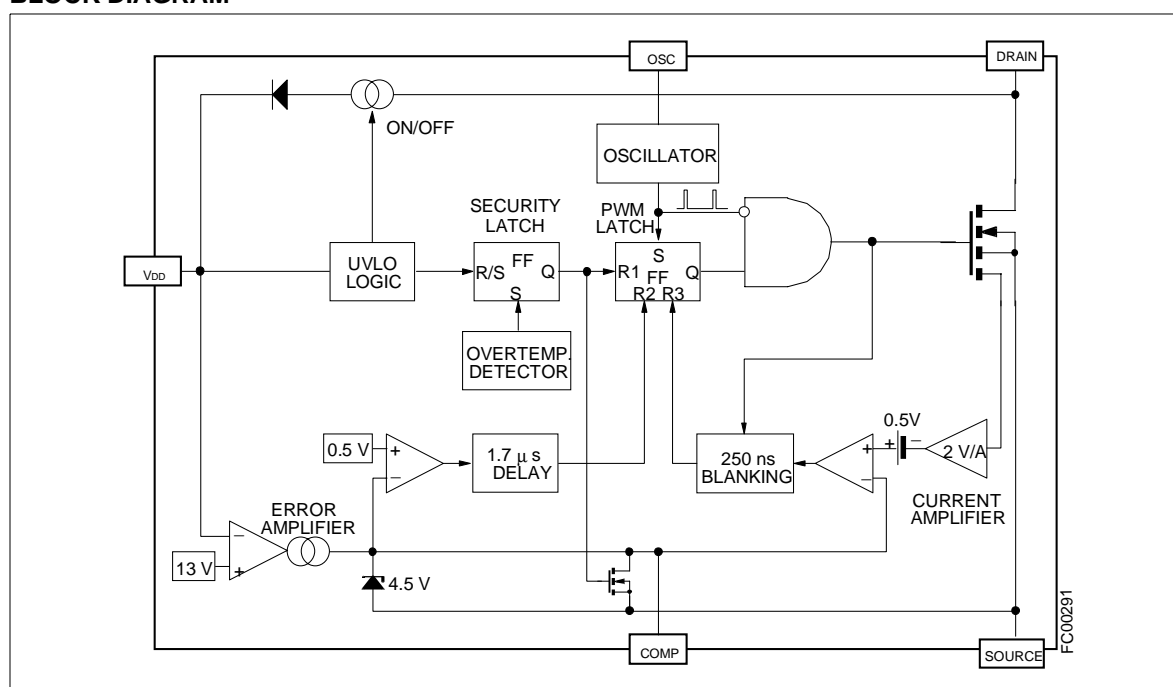 BLOCK DIAGRAM
OSC
DRAIN
ON/OFF
OSCILLATOR
SECURITY
LATCH
PWM
LATCH
VDD
UVLO
LOGIC
R/S FF Q
S
S
R1 FF Q
R2 R3
OVERTEMP.
DETECTOR
0.5 V
+
−
1.7 μ s
DELAY
250 ns
BLANKING
+
−
0.5V
+ −
2 V/A
CURRENT
AMPLIFIER
ERROR
AMPLIFIER
−
13 V
+
4.5 V
COMP
SOURCE
FC00291